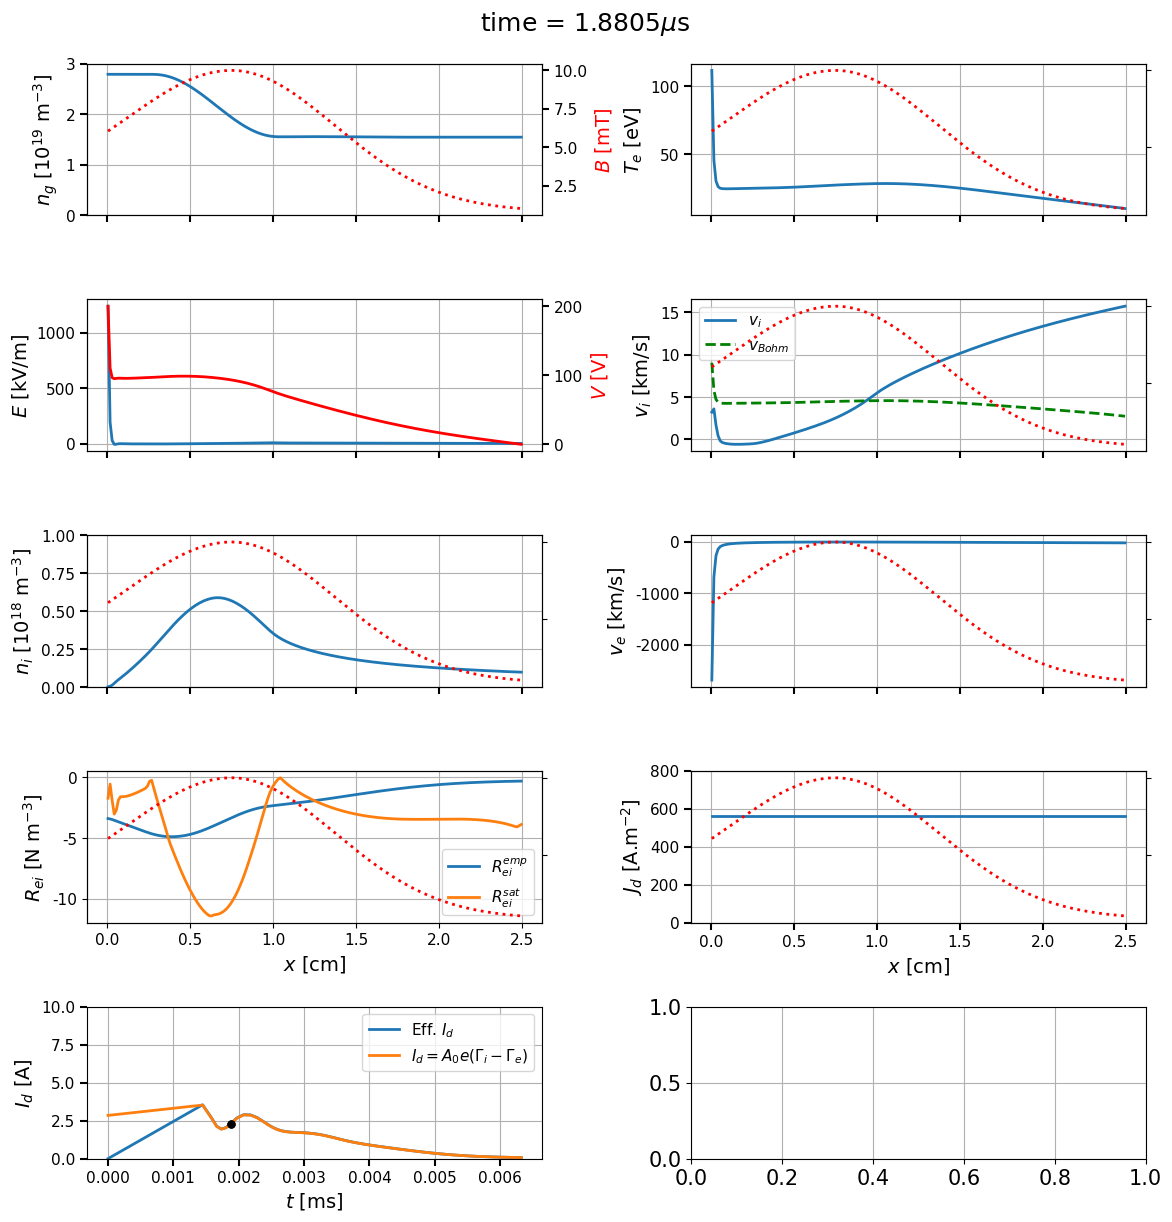 time = 1.8805μs
n_g [10^19 m^−3]
3
2
1
0
10.0
7.5
5.0
2.5
B [mT]
T_e [eV]
100
50
E [kV/m]
1000
500
0
200
100
0
V [V]
v_i [km/s]
15
10
5
0
v_i
v_Bohm
n_i [10^18 m^−3]
1.00
0.75
0.50
0.25
0.00
v_e [km/s]
0
-1000
-2000
R_ei [N m^−3]
0
-5
-10
R_ei^emp
R_ei^sat
0.0 0.5 1.0 1.5 2.0 2.5
x [cm]
J_d [A.m^−2]
800
600
400
200
0
0.0 0.5 1.0 1.5 2.0 2.5
x [cm]
I_d [A]
10.0
7.5
5.0
2.5
0.0
Eff. I_d
I_d = A_0e(Γ_i − Γ_e)
0.000 0.001 0.002 0.003 0.004 0.005 0.006
t [ms]
1.0
0.5
0.0
0.0 0.2 0.4 0.6 0.8 1.0